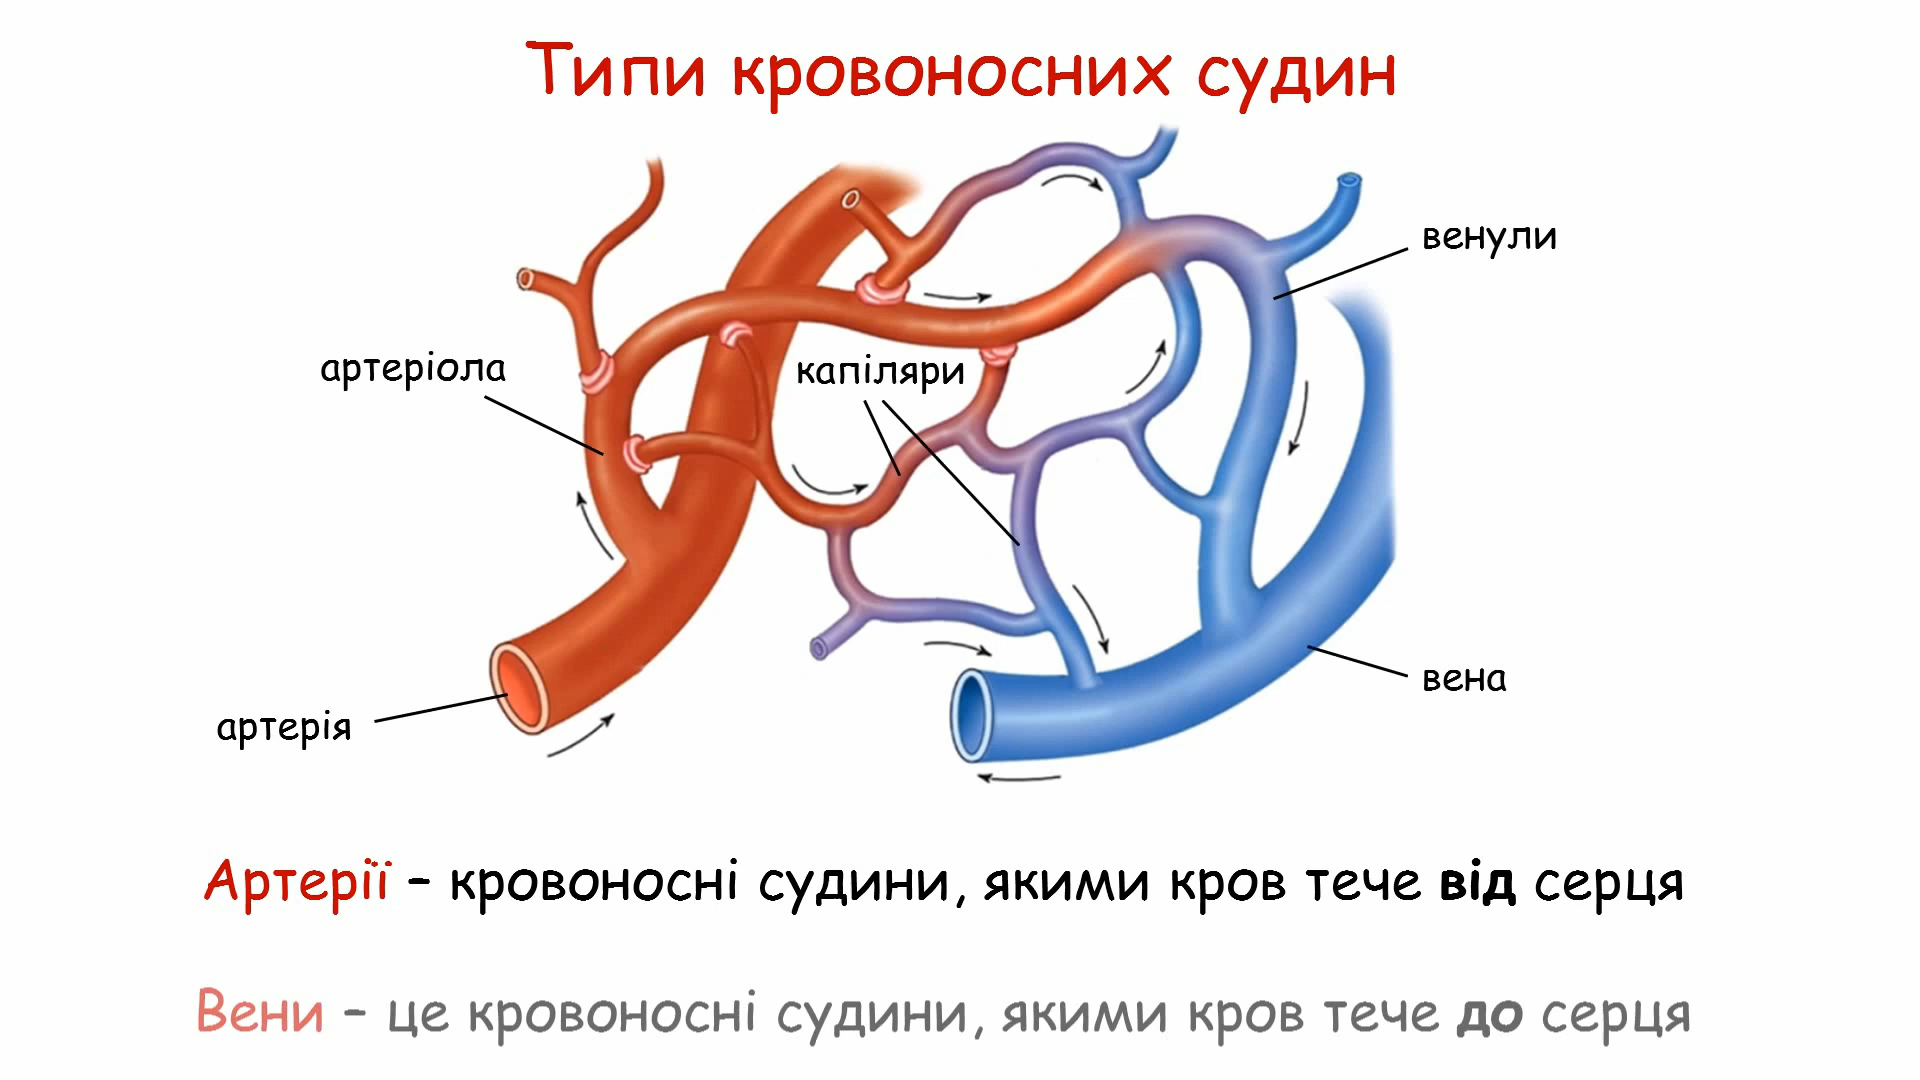 Типи кровоносних судин
венули
артеріола
капіляри
вена
артерія
Артерії – кровоносні судини, якими кров тече від серця
Вени – це кровоносні судини, якими кров тече до серця